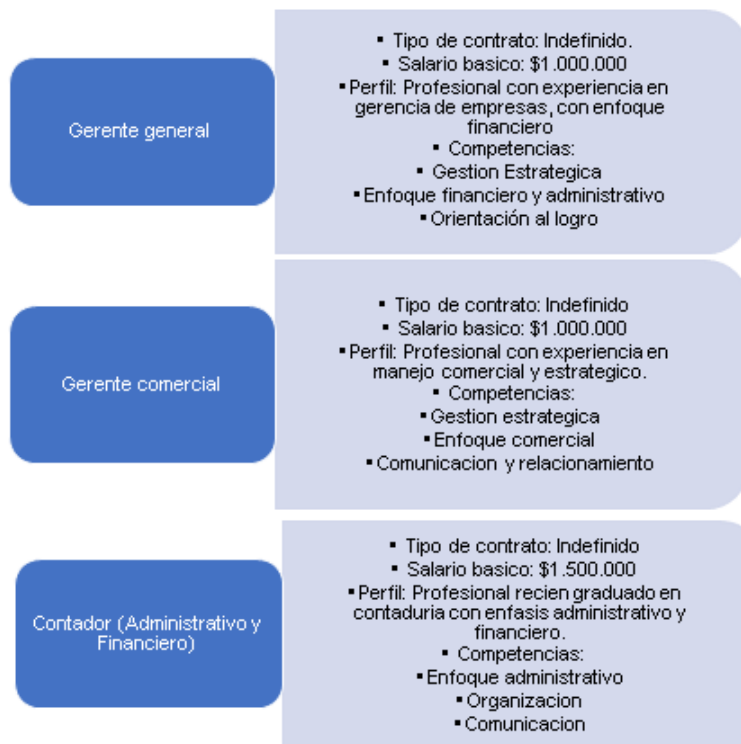 Gerente general
▪ Tipo de contrato: Indefinido.
▪ Salario basico: $1.000.000
▪ Perfil: Profesional con experiencia en
gerencia de empresas, con enfoque
financiero
▪ Competencias:
▪ Gestion Estrategica
▪ Enfoque financiero y administrativo
▪ Orientación al logro
Gerente comercial
▪ Tipo de contrato: Indefinido
▪ Salario basico: $1.000.000
▪ Perfil: Profesional con experiencia en
manejo comercial y estrategico.
▪ Competencias:
▪ Gestion estrategica
▪ Enfoque comercial
▪ Comunicacion y relacionamiento
Contador (Administrativo y
Financiero)
▪ Tipo de contrato: Indefinido
▪ Salario basico: $1.500.000
▪ Perfil: Profesional recien graduado en
contaduria con enfasis administrativo y
financiero.
▪ Competencias:
▪ Enfoque administrativo
▪ Organizacion
▪ Comunicacion